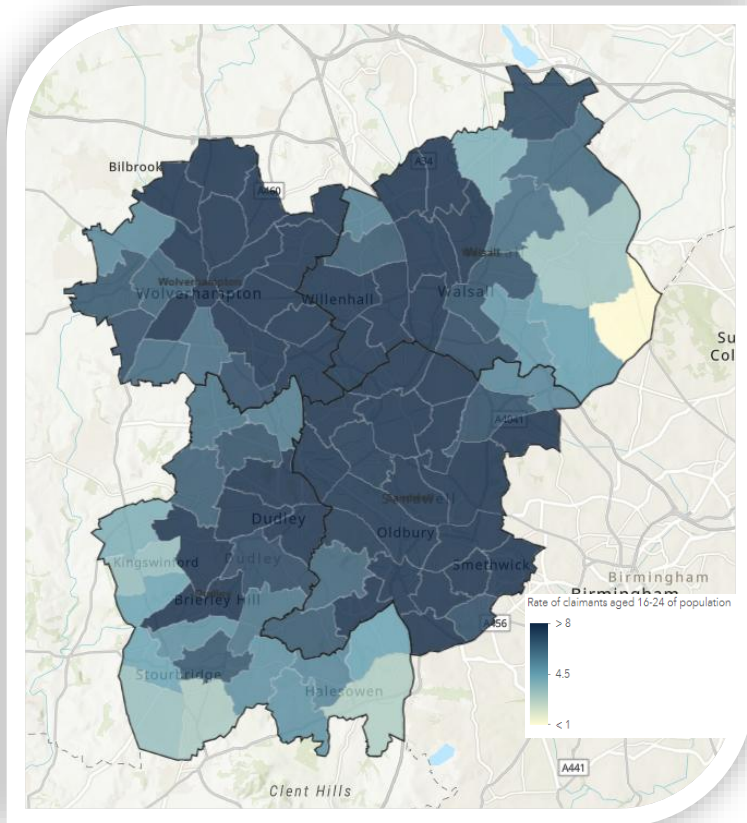 Bilbrook
A34
A460
Wolverhampton
Wolverhampton
Willenhall
Walsall
Walsall
Su
Col
A4041
Sandwell
Dudley
Oldbury
Kingswinford
Dudley
Smethwick
Brierley Hill
Birmingham
Birmingham
Rate of claimants aged 16-24 of population
> 8
A456
4.5
Stourbridge
Halesowen
< 1
A441
Clent Hills